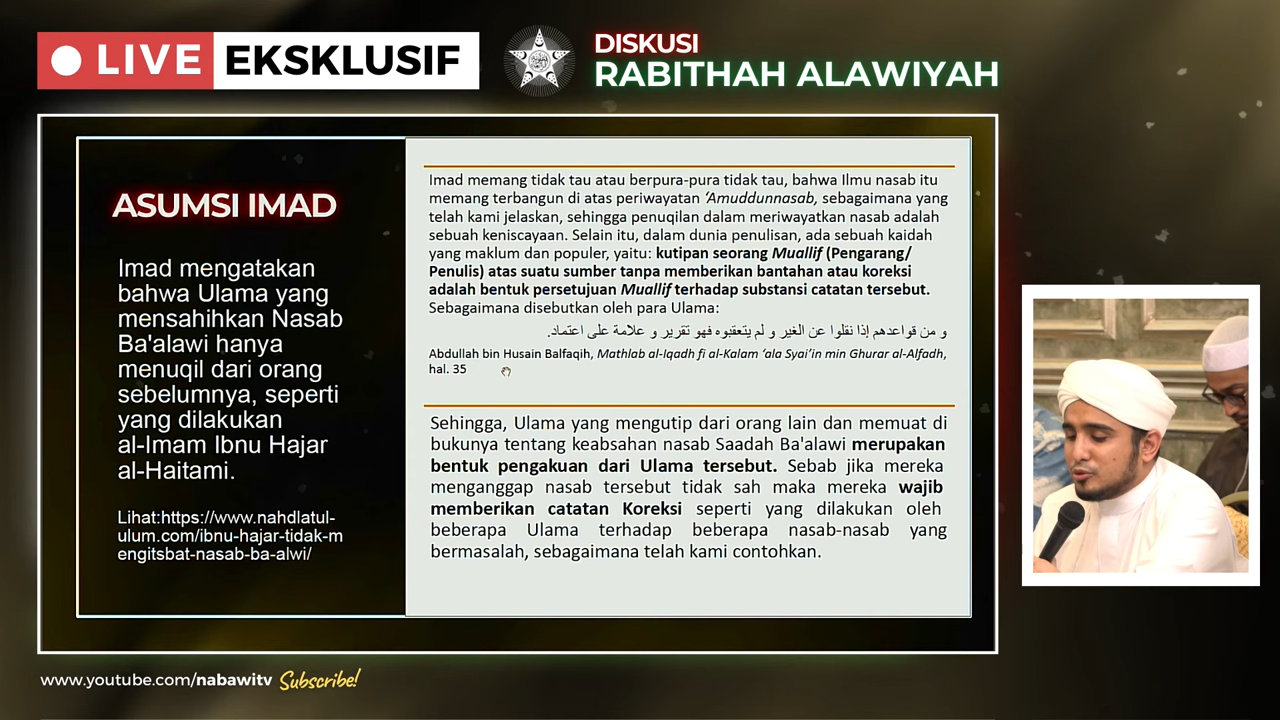 LIVE EKSKLUSIF
DISKUSI
RABITHAH ALAWIYAH
ASUMSI IMAD
Imad mengatakan
bahwa Ulama yang
mensahihkan Nasab
Ba'alawi hanya
menuqil dari orang
sebelumnya, seperti
yang dilakukan
al-Imam Ibnu Hajar
al-Haitami.
Lihat:https://www.nahdlatul-
ulum.com/ibnu-hajar-tidak-m
engitsbat-nasab-ba-alwi/
Imad memang tidak tau atau berpura-pura tidak tau, bahwa Ilmu nasab itu
memang terbangun di atas periwayatan ‘Amuddunnasab, sebagaimana yang
telah kami jelaskan, sehingga penuqilan dalam meriwayatkan nasab adalah
sebuah keniscayaan. Selain itu, dalam dunia penulisan, ada sebuah kaidah
yang maklum dan populer, yaitu: kutipan seorang Muallif (Pengarang/
Penulis) atas suatu sumber tanpa memberikan bantahan atau koreksi
adalah bentuk persetujuan Muallif terhadap substansi catatan tersebut.
Sebagaimana disebutkan oleh para Ulama:
و من قواعدهم إذا نقلوا عن الغير و لم يتعقبوه فهو تقرير و علامة على اعتماد.
Abdullah bin Husain Balfaqih, Mathlab al-Iqadh fi al-Kalam ‘ala Syai’in min Ghurar al-Alfadh,
hal. 35
Sehingga, Ulama yang mengutip dari orang lain dan memuat di
bukunya tentang keabsahan nasab Saadah Ba'alawi merupakan
bentuk pengakuan dari Ulama tersebut. Sebab jika mereka
menganggap nasab tersebut tidak sah maka mereka wajib
memberikan catatan Koreksi seperti yang dilakukan oleh
beberapa Ulama terhadap beberapa nasab-nasab yang
bermasalah, sebagaimana telah kami contohkan.
www.youtube.com/nabawitv Subscribe!